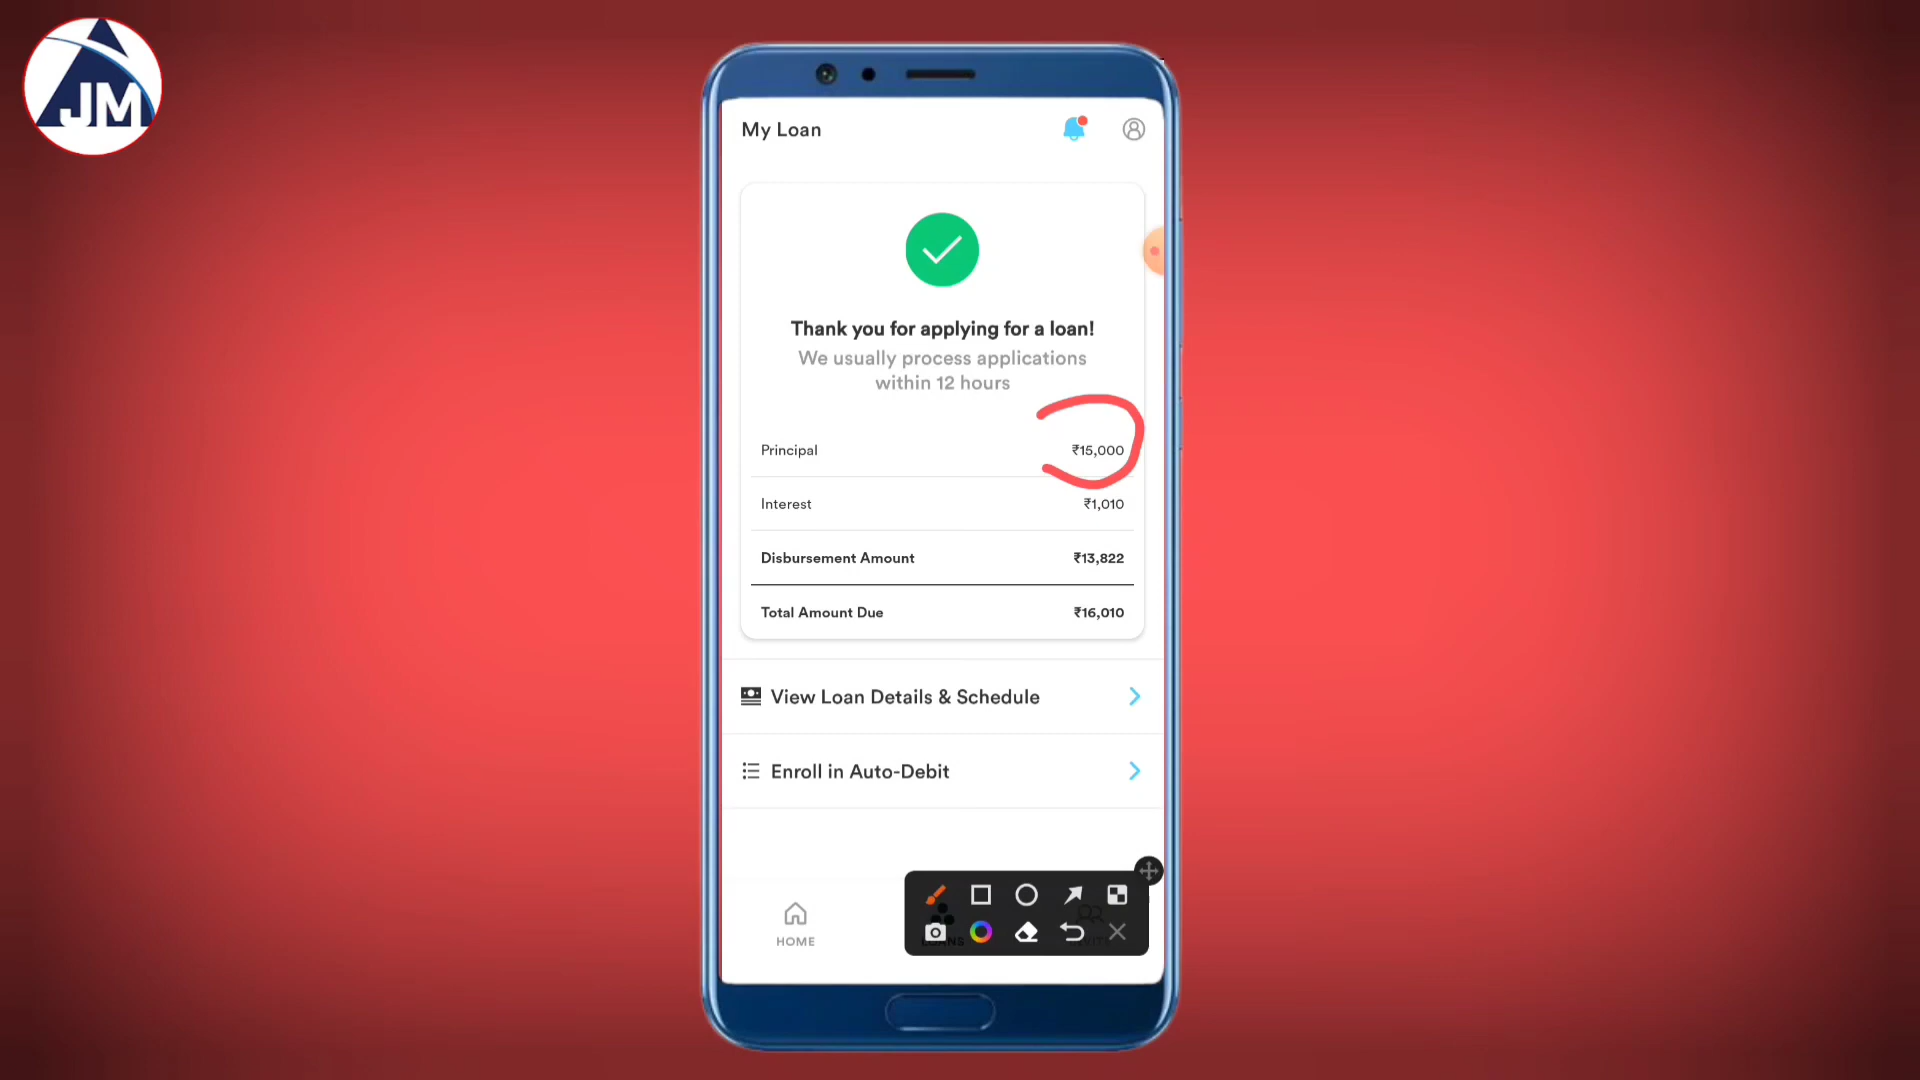 JM
My Loan
Thank you for applying for a loan!
We usually process applications
within 12 hours
Principal ₹15,000
Interest ₹1,010
Disbursement Amount ₹13,822
Total Amount Due ₹16,010
View Loan Details & Schedule
Enroll in Auto-Debit
HOME